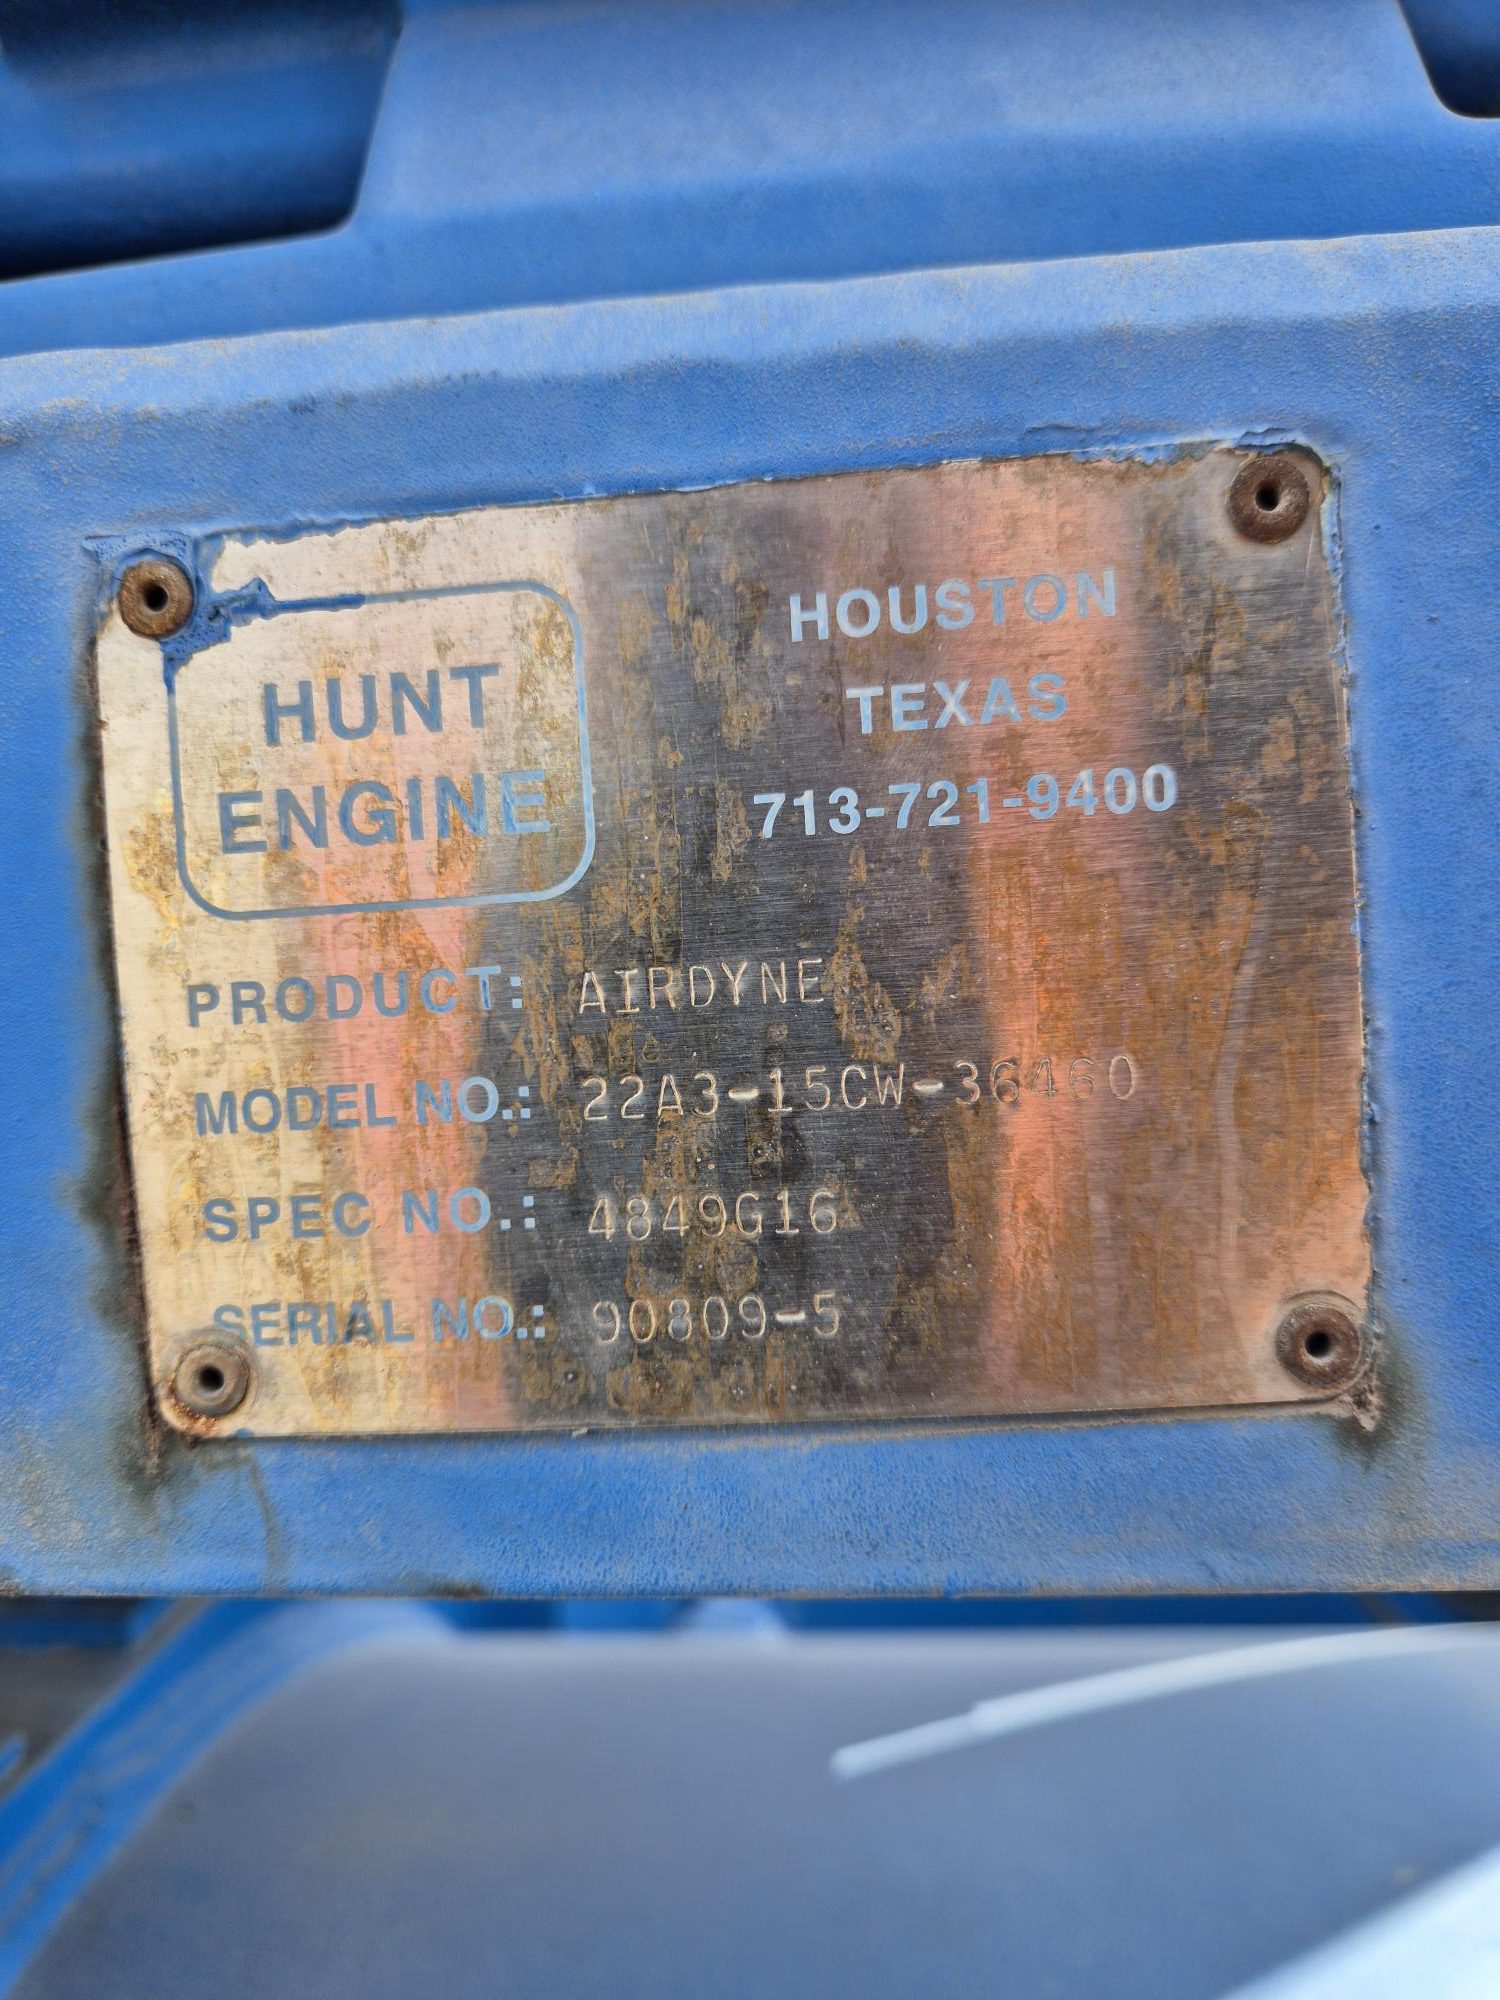 HUNT
ENGINE
HOUSTON
TEXAS
713-721-9400
PRODUCT: AIRDYNE
MODEL NO.: 22A3-15CW-36460
SPEC NO.: 4849G16
SERIAL NO.: 90809-5